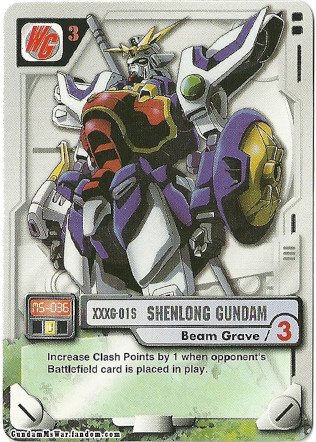 WG 3
MS-036
XXXG-01S SHENLONG GUNDAM
Beam Grave / 3
Increase Clash Points by 1 when opponent's
Battlefield card is placed in play.
GundamMsWar.fandom.com